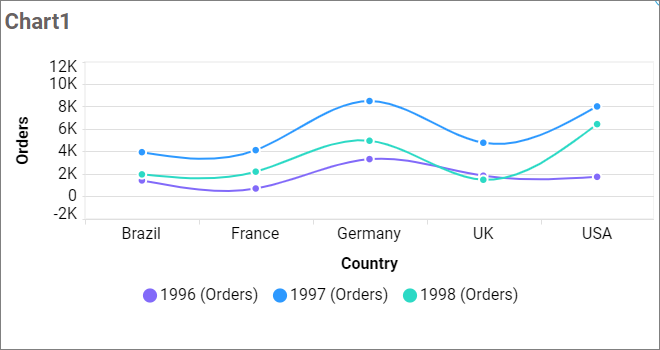 Chart1
12K
10K
8K
6K
4K
2K
0
-2K
Orders
Brazil France Germany UK USA
Country
1996 (Orders) 1997 (Orders) 1998 (Orders)